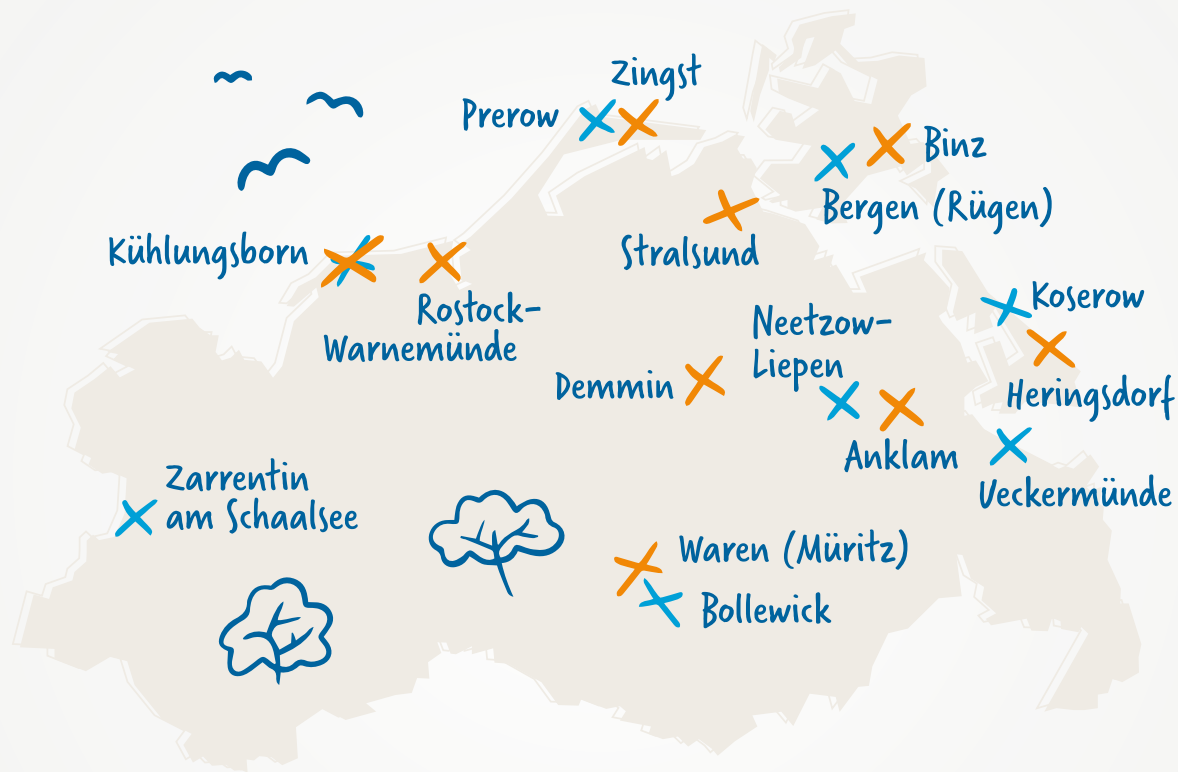 Zingst
Prerow
Binz
Bergen (Rügen)
Stralsund
Kühlungsborn
Rostock-
Warnemünde
Koserow
Neetzow-
Liepen
Demmin
Heringsdorf
Anklam
Ueckermünde
Zarrentin
am Schaalsee
Waren (Müritz)
Bollewick